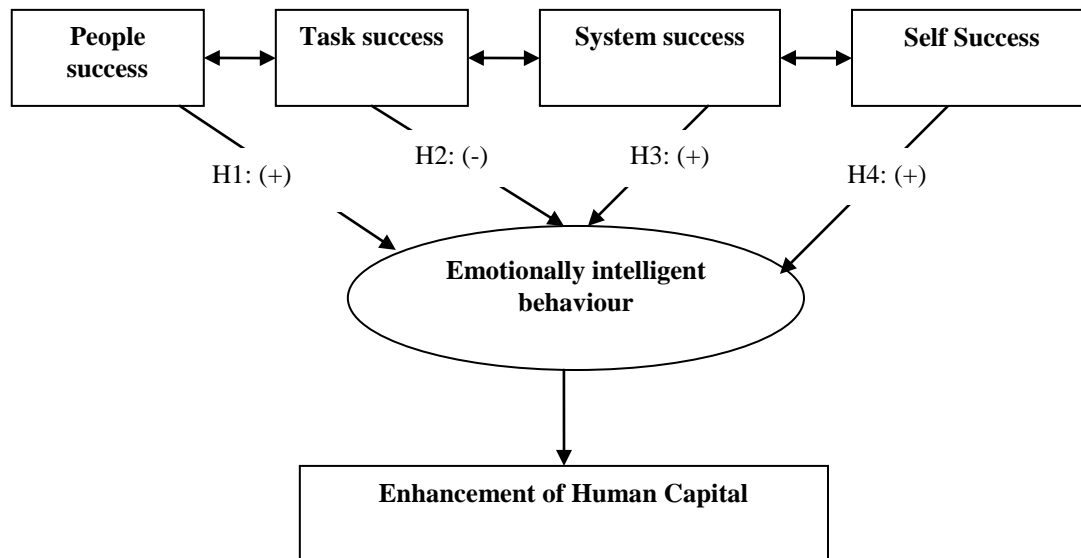 People
success
Task success
System success
Self Success
H1: (+)
H2: (-)
H3: (+)
H4: (+)
Emotionally intelligent
behaviour
Enhancement of Human Capital